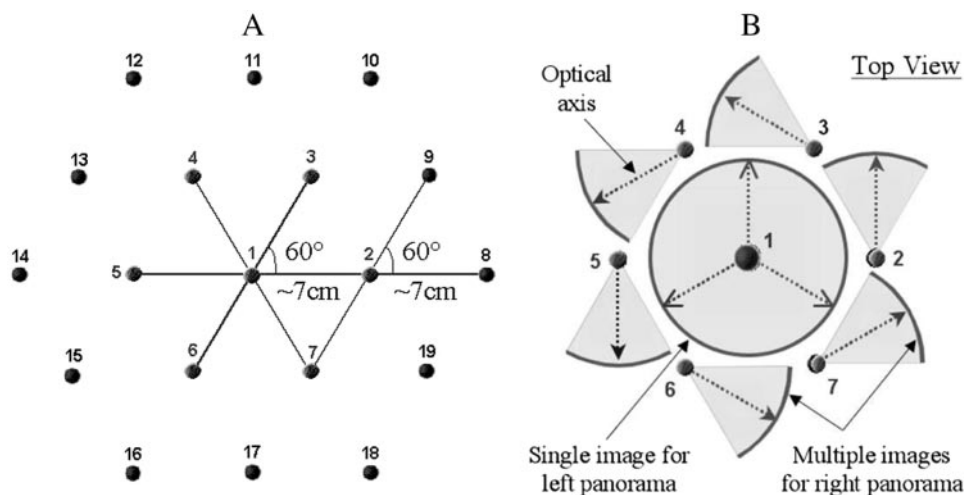 A
12
11
10
13
4
3
9
14
5
1
60°
2
60°
8
~7cm
~7cm
15
6
7
19
16
17
18
B
Top View
Optical
axis
4
3
5
1
2
6
7
Single image for
left panorama
Multiple images
for right panorama